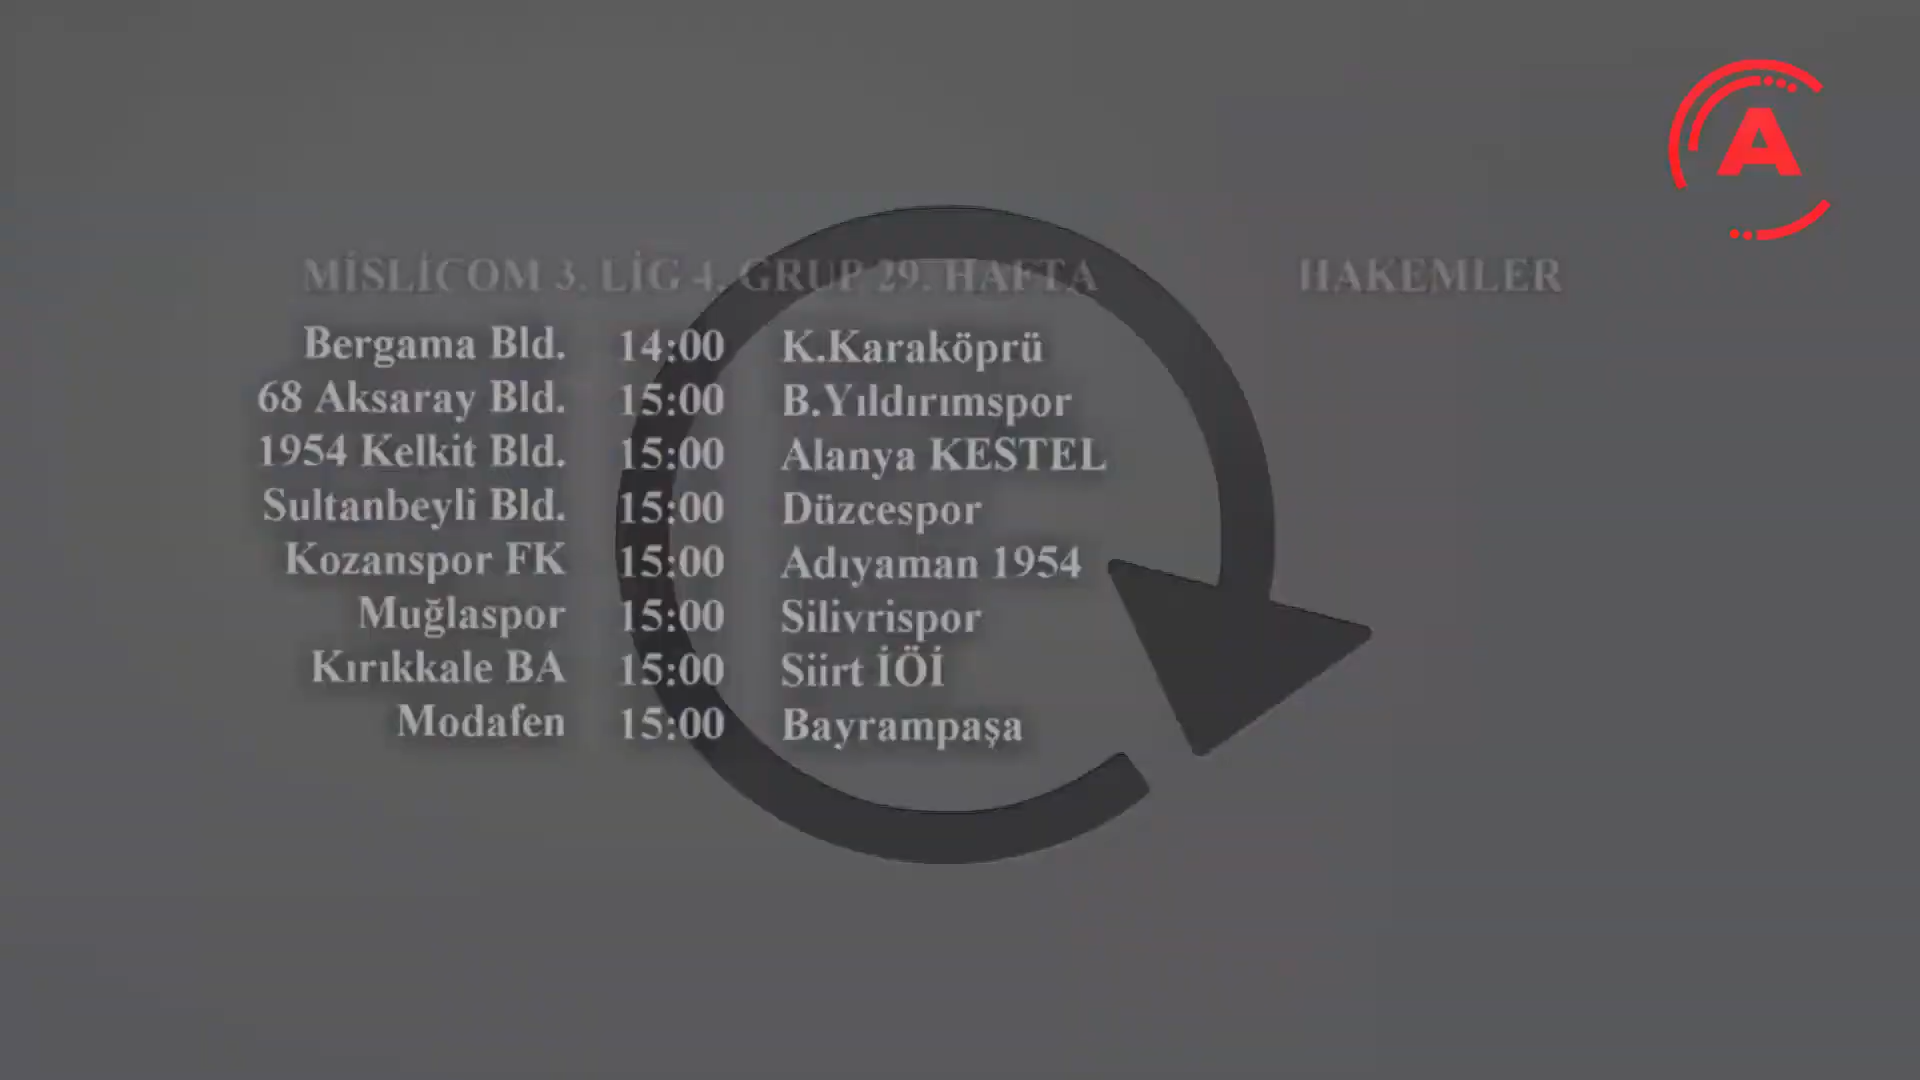 A
MİSLİCOM 3. LİG 4. GRUP 29. HAFTA HAKEMLER
Bergama Bld. 14:00 K.Karaköprü
68 Aksaray Bld. 15:00 B.Yıldırımspor
1954 Kelkit Bld. 15:00 Alanya KESTEL
Sultanbeyli Bld. 15:00 Düzcespor
Kozanspor FK 15:00 Adıyaman 1954
Muğlaspor 15:00 Silivrispor
Kırıkkale BA 15:00 Siirt İÖİ
Modafen 15:00 Bayrampaşa